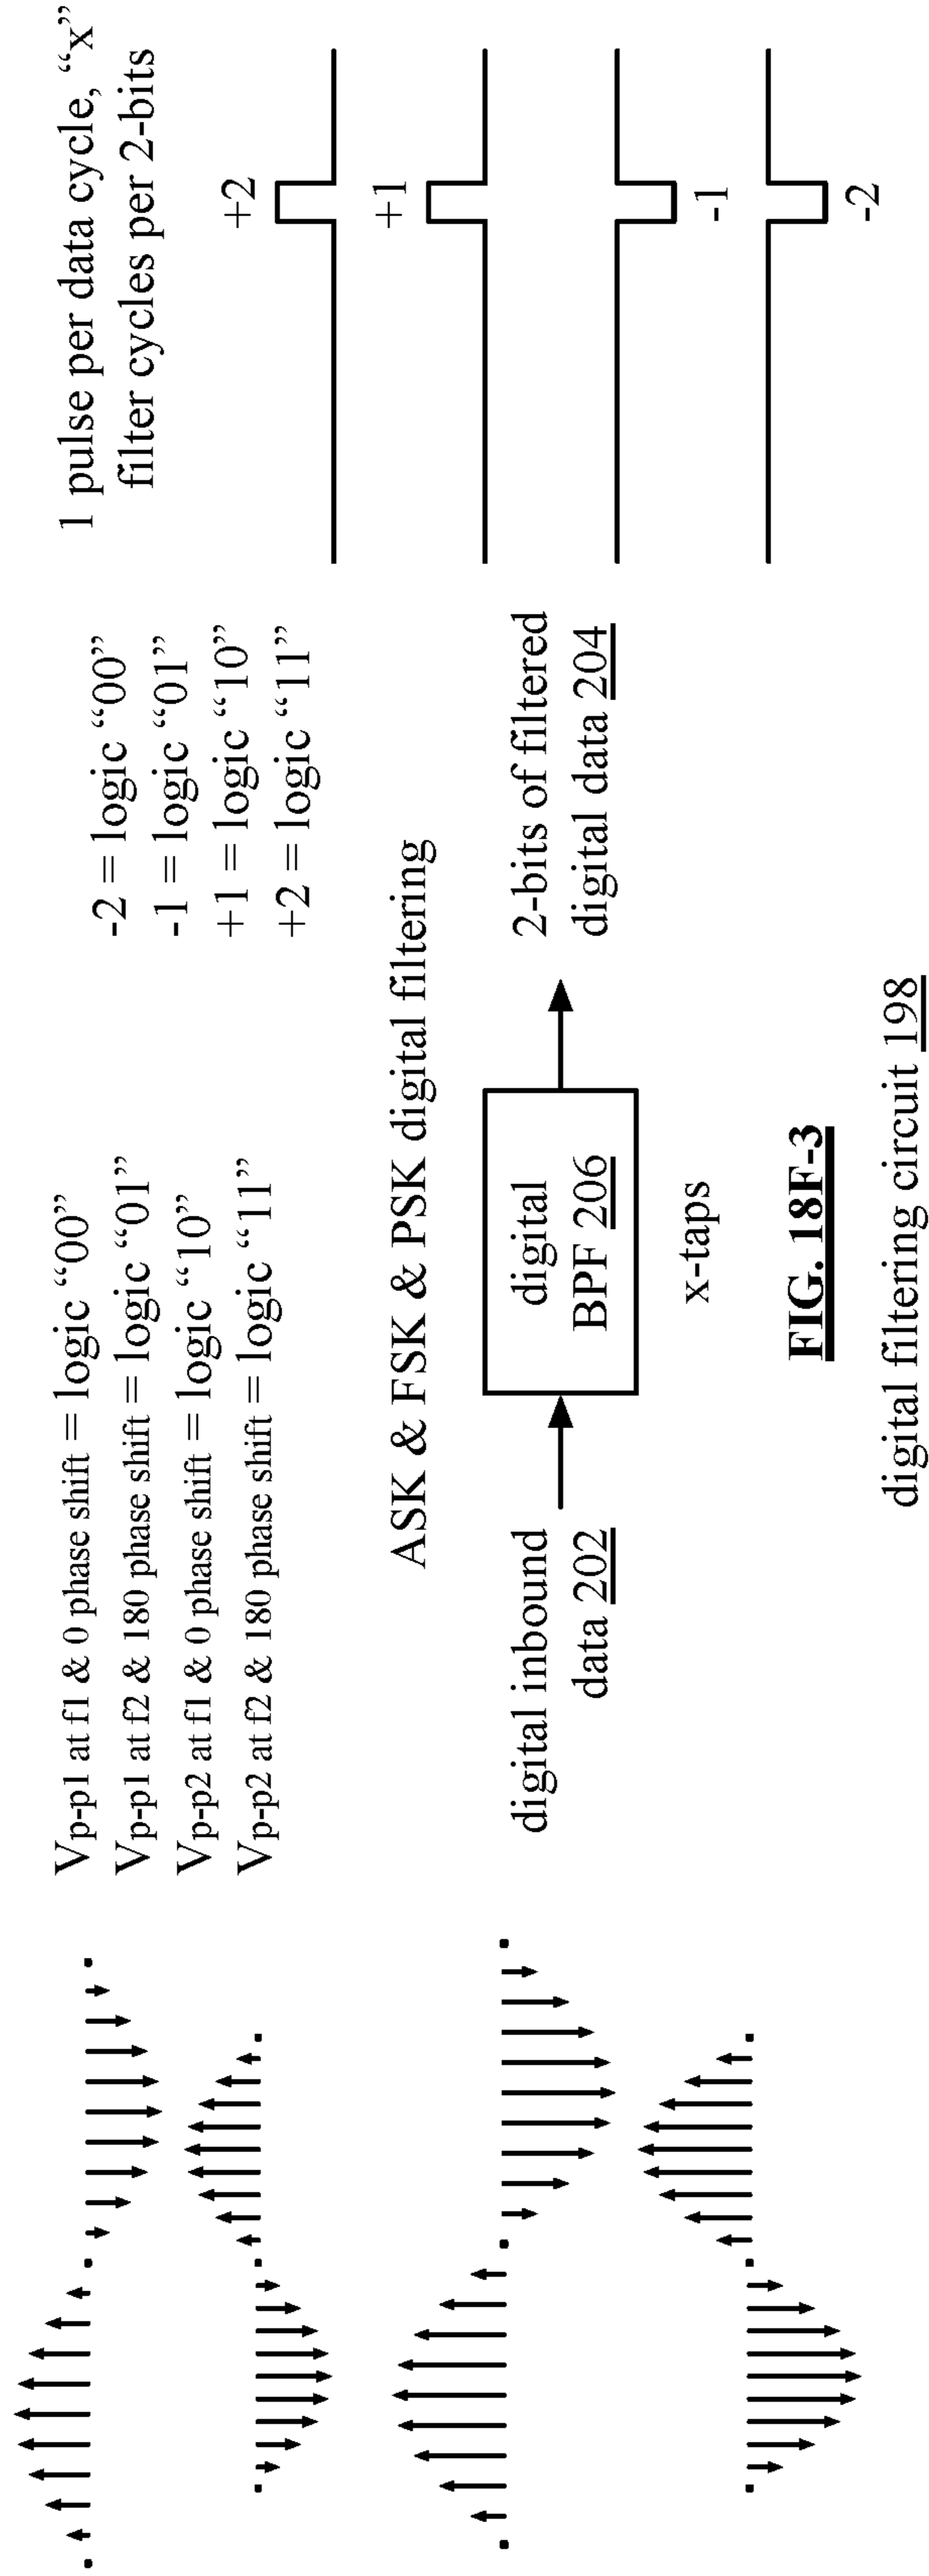 Vp-p1 at f1 & 0 phase shift = logic “00”
Vp-p1 at f2 & 180 phase shift = logic “01”
Vp-p2 at f1 & 0 phase shift = logic “10”
Vp-p2 at f2 & 180 phase shift = logic “11”
-2 = logic “00”
-1 = logic “01”
+1 = logic “10”
+2 = logic “11”
1 pulse per data cycle, “x”
filter cycles per 2-bits
ASK & FSK & PSK digital filtering
digital inbound
data 202
digital
BPF 206
x-taps
2-bits of filtered
digital data 204
+2
+1
-1
-2
FIG. 18F-3
digital filtering circuit 198